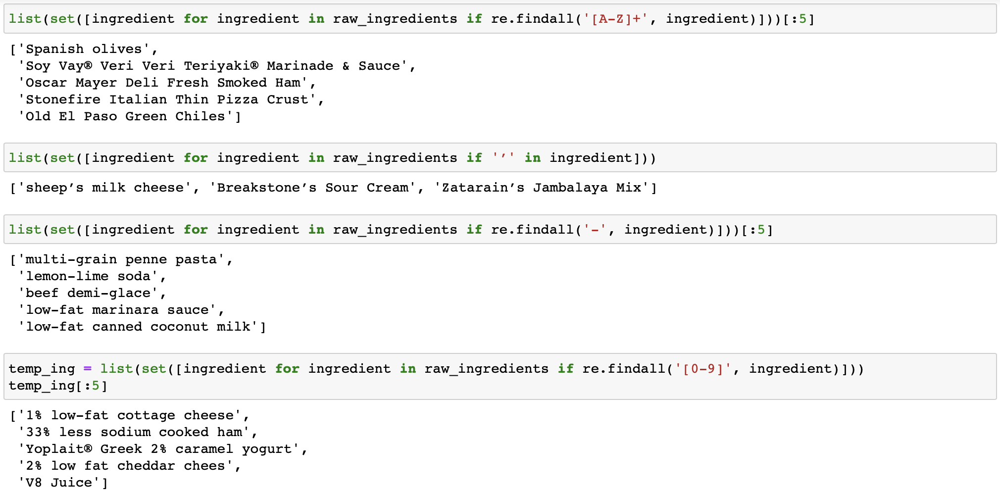 list(set([ingredient for ingredient in raw_ingredients if re.findall('[A-Z]+', ingredient)]))[:5]
['Spanish olives',
 'Soy Vay® Veri Veri Teriyaki® Marinade & Sauce',
 'Oscar Mayer Deli Fresh Smoked Ham',
 'Stonefire Italian Thin Pizza Crust',
 'Old El Paso Green Chiles']
list(set([ingredient for ingredient in raw_ingredients if '’' in ingredient]))
['sheep’s milk cheese', 'Breakstone’s Sour Cream', 'Zatarain’s Jambalaya Mix']
list(set([ingredient for ingredient in raw_ingredients if re.findall('-', ingredient)]))[:5]
['multi-grain penne pasta',
 'lemon-lime soda',
 'beef demi-glace',
 'low-fat marinara sauce',
 'low-fat canned coconut milk']
temp_ing = list(set([ingredient for ingredient in raw_ingredients if re.findall('[0-9]', ingredient)]))
temp_ing[:5]
['1% low-fat cottage cheese',
 '33% less sodium cooked ham',
 'Yoplait® Greek 2% caramel yogurt',
 '2% low fat cheddar chees',
 'V8 Juice']